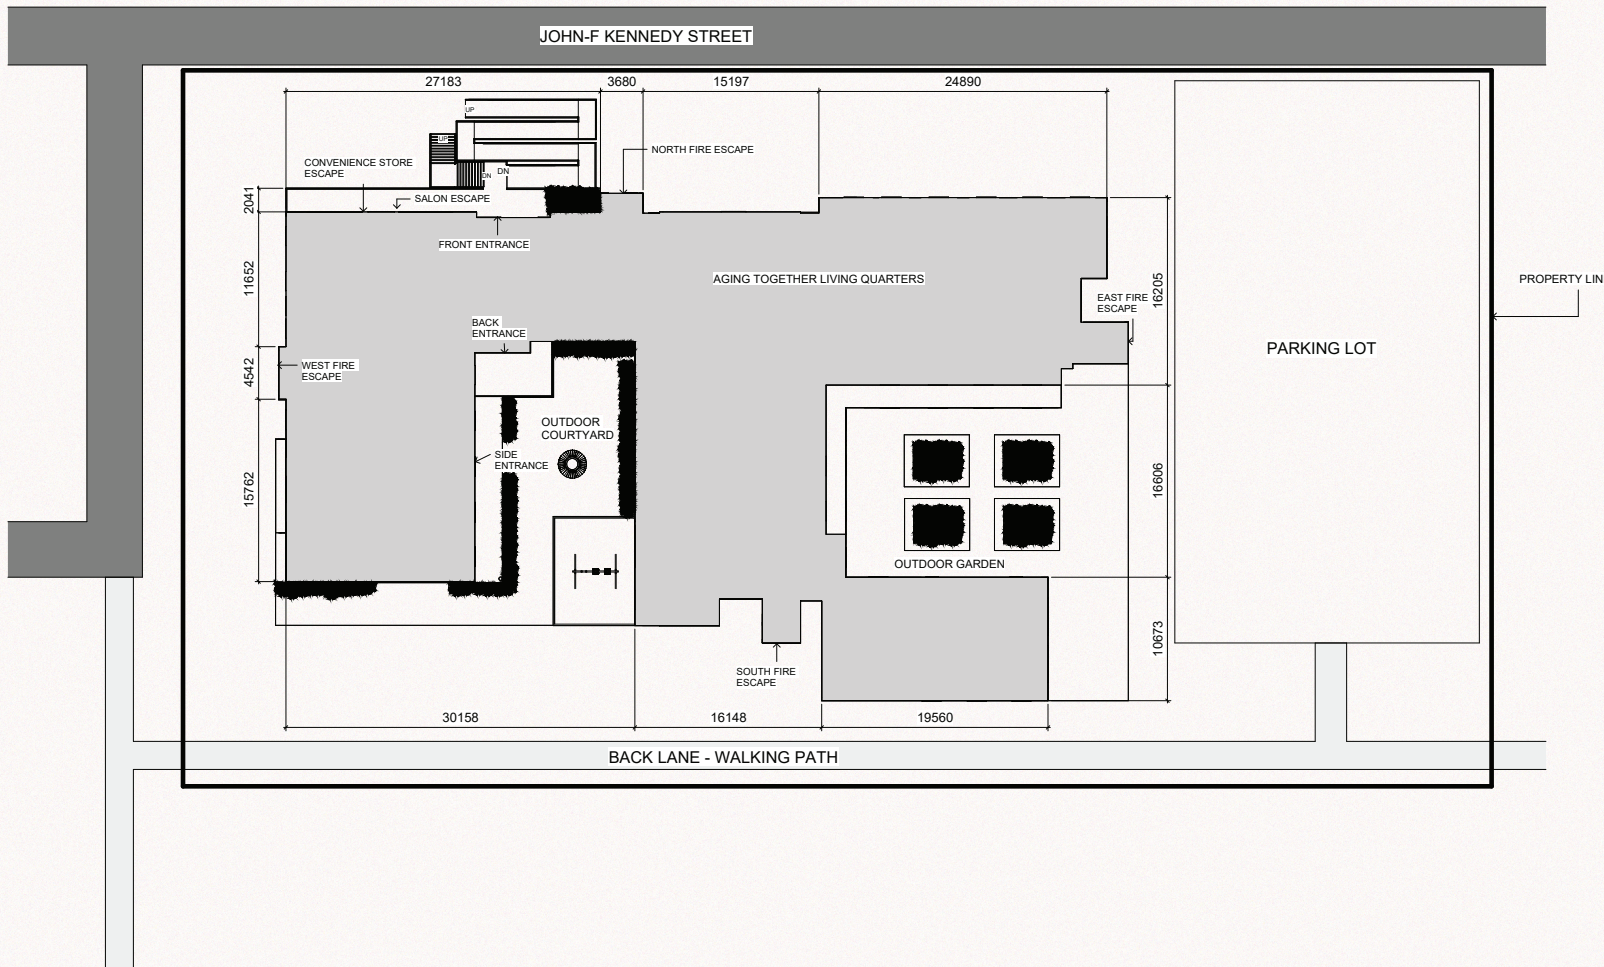 JOHN-F KENNEDY STREET
27183
3680
15197
24890
UP
UP
DN
DN
NORTH FIRE ESCAPE
CONVENIENCE STORE
ESCAPE
SALON ESCAPE
2041
FRONT ENTRANCE
11652
AGING TOGETHER LIVING QUARTERS
16205
EAST FIRE
ESCAPE
PROPERTY LIN
BACK
ENTRANCE
PARKING LOT
4542
WEST FIRE
ESCAPE
OUTDOOR
COURTYARD
SIDE
ENTRANCE
15762
16606
OUTDOOR GARDEN
10673
SOUTH FIRE
ESCAPE
30158
16148
19560
BACK LANE - WALKING PATH